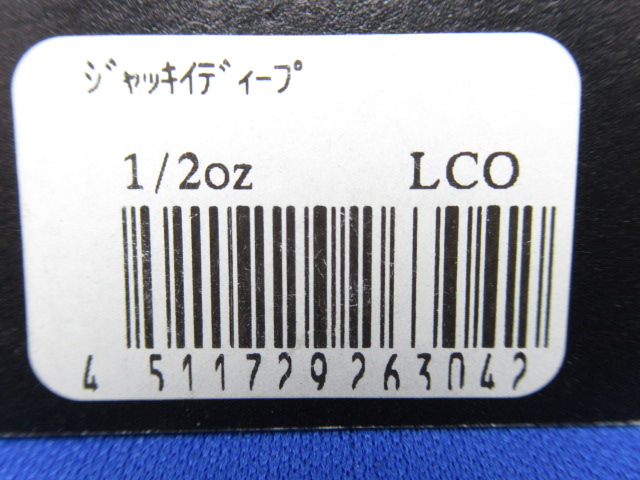 ｼﾞｬｯｷｲﾃﾞｨｰﾌﾟ
1/2oz LCO
4 511729 263042